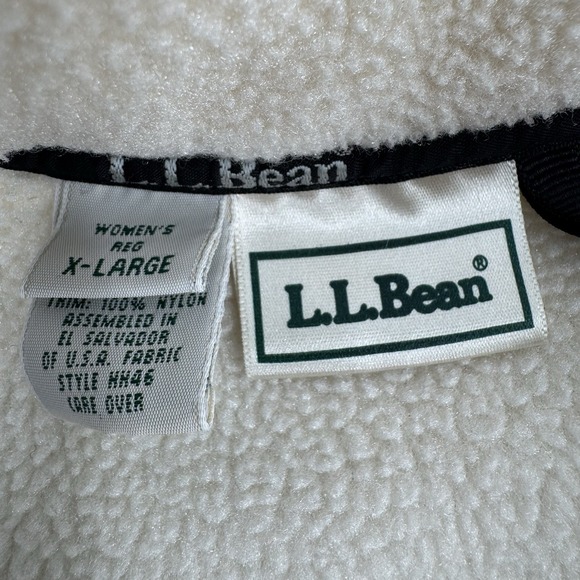 L.L.Bean
WOMEN'S
REG
X-LARGE
TRIM: 100% NYLON
ASSEMBLED IN
EL SALVADOR
OF U.S.A. FABRIC
STYLE HH46
CARE OVER
L.L.Bean®